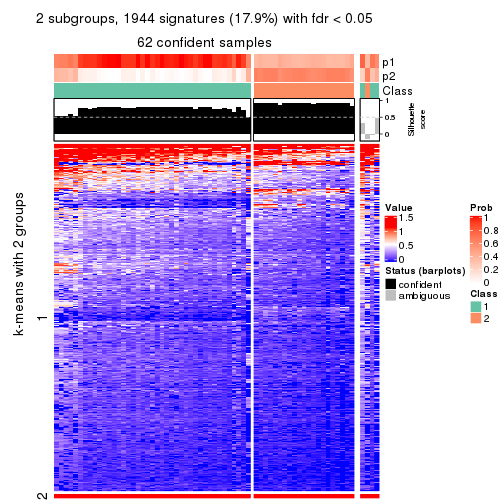 2 subgroups, 1944 signatures (17.9%) with fdr < 0.05
62 confident samples
p1
p2
Class
1
0.5
0
Silhouette
score
k-means with 2 groups
1
2
Value
1.5
1
0.5
0
Status (barplots)
confident
ambiguous
Prob
1
0.8
0.6
0.4
0.2
0
Class
1
2